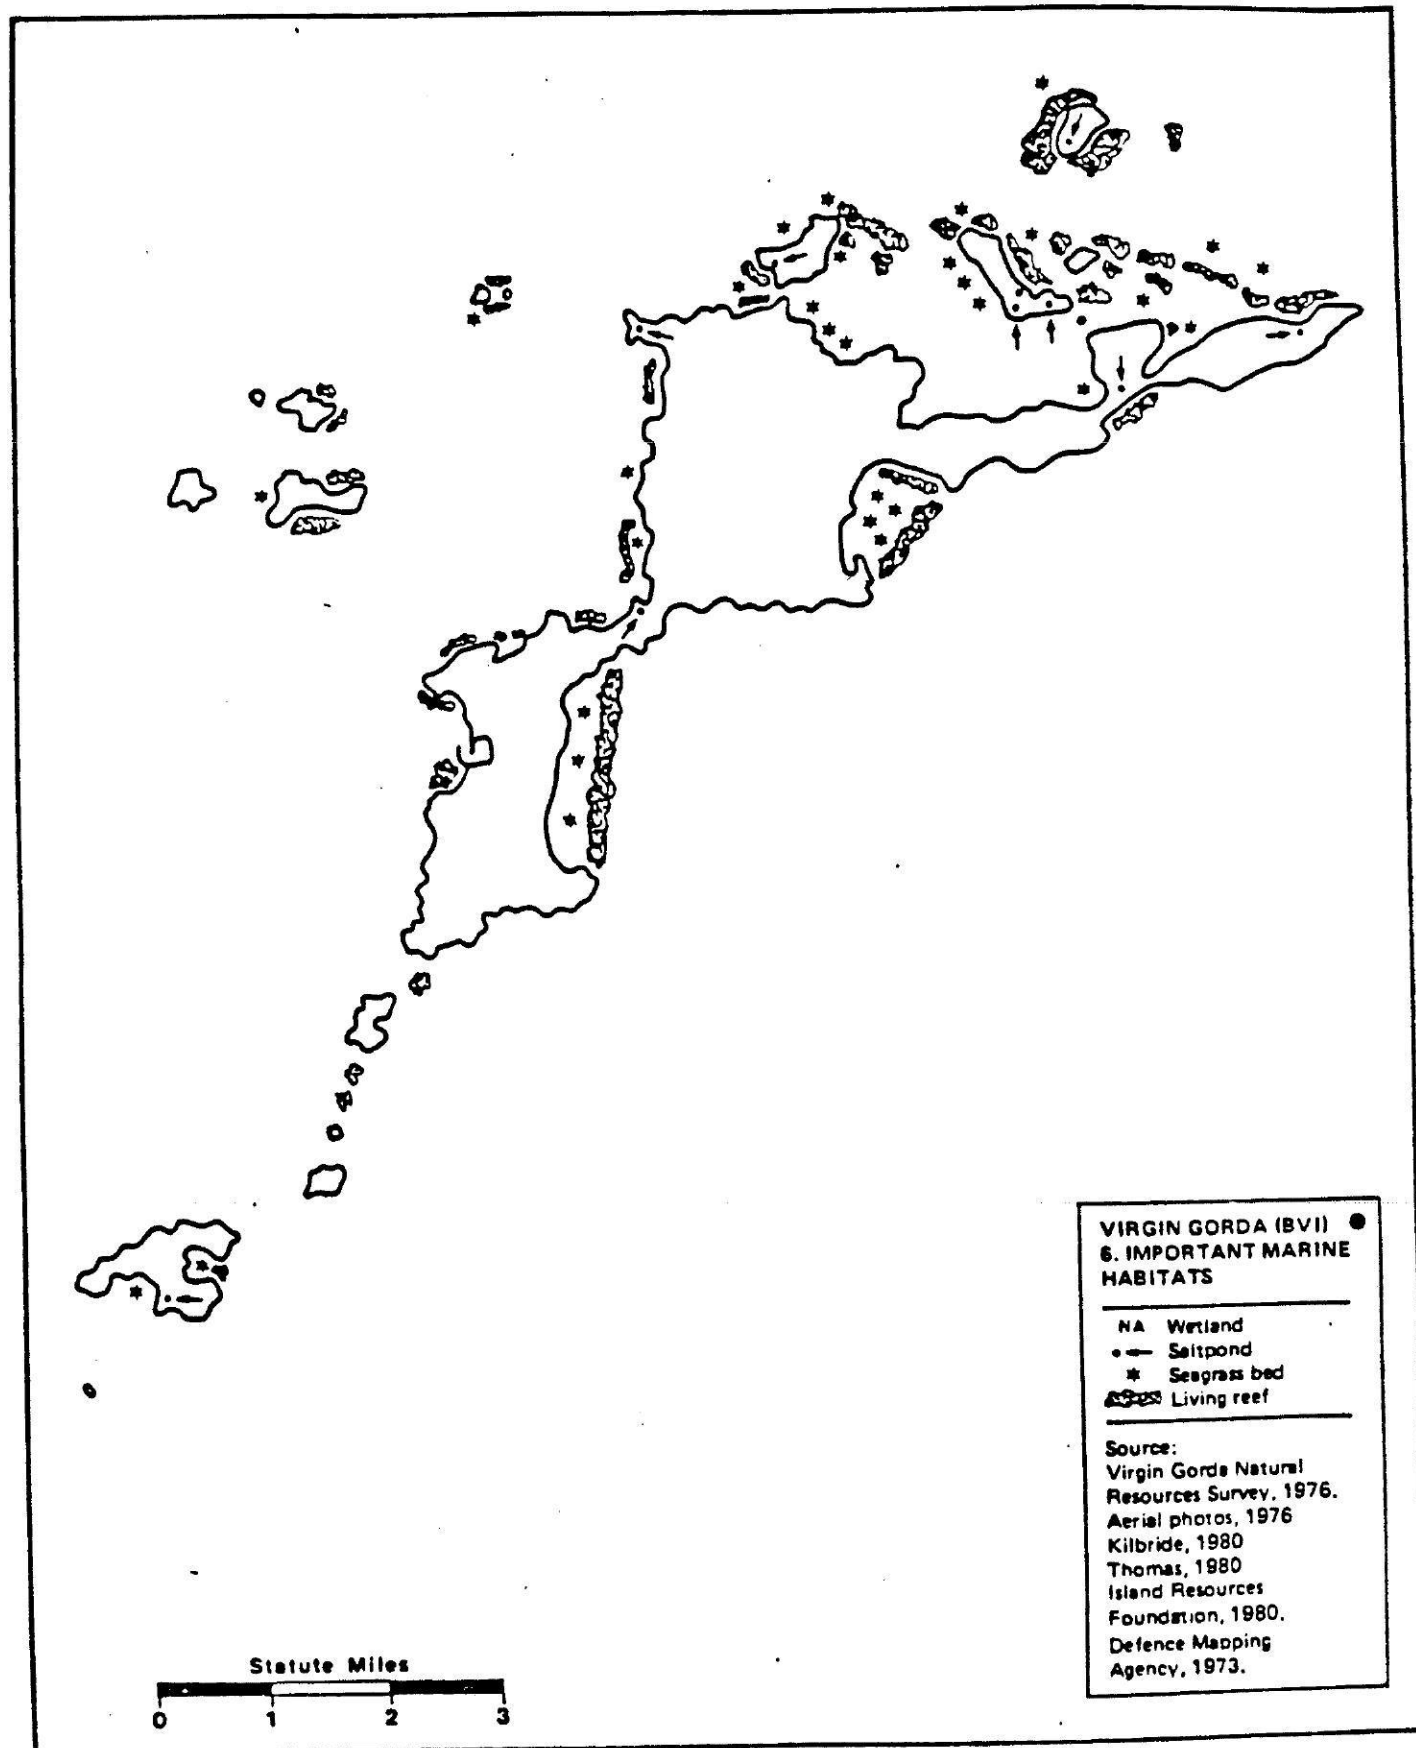 VIRGIN GORDA (BVI)
6. IMPORTANT MARINE
HABITATS
NA Wetland
Saltpond
Seagrass bed
Living reef
Source:
Virgin Gorda Natural
Resources Survey, 1976.
Aerial photos, 1976
Kilbride, 1980
Thomas, 1980
Island Resources
Foundation, 1980.
Defence Mapping
Agency, 1973.
Statute Miles
0 1 2 3